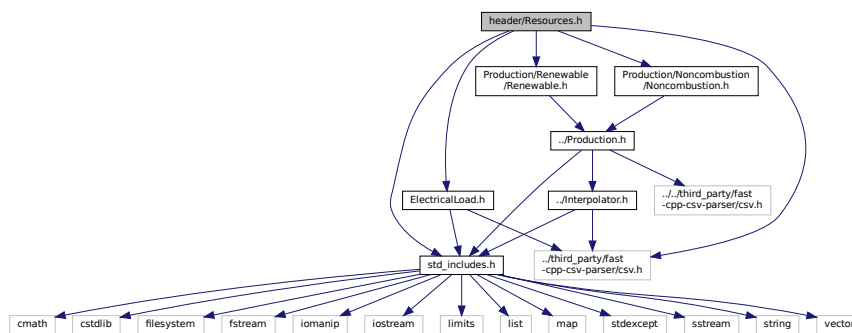 header/Resources.h
Production/Renewable
/Renewable.h
Production/Noncombustion
/Noncombustion.h
../Production.h
ElectricalLoad.h
../Interpolator.h
../../third_party/fast
-cpp-csv-parser/csv.h
std_includes.h
../third_party/fast
-cpp-csv-parser/csv.h
cmath
cstdlib
filesystem
fstream
iomanip
iostream
limits
list
map
stdexcept
sstream
string
vector